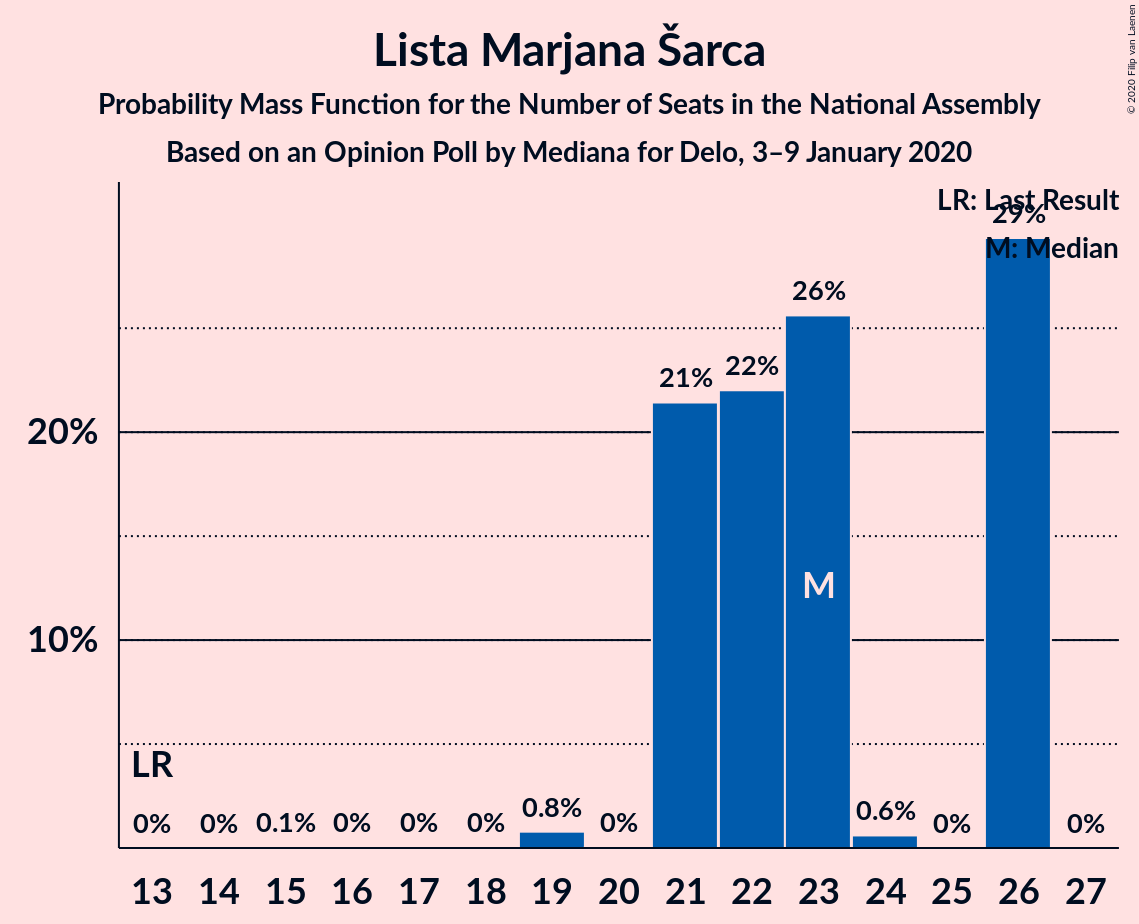 Lista Marjana Šarca
Probability Mass Function for the Number of Seats in the National Assembly
Based on an Opinion Poll by Mediana for Delo, 3–9 January 2020
© 2020 Filip van Laenen
LR: Last Result
M: Median
29%
26%
22%
21%
20%
M
10%
LR
0% 0% 0.1% 0% 0% 0% 0.8% 0% 0.6% 0% 0%
13 14 15 16 17 18 19 20 21 22 23 24 25 26 27